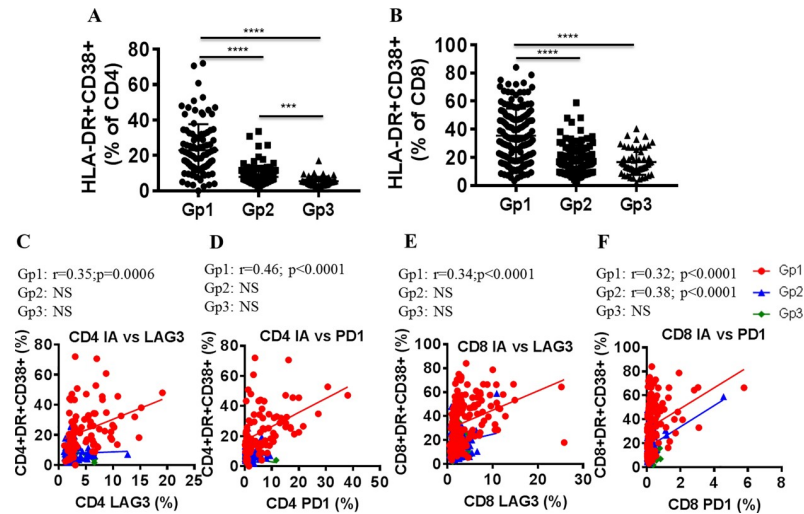 A
HLA-DR+CD38+
(% of CD4)
80
60
40
20
0
****
****
***
Gp1 Gp2 Gp3
B
HLA-DR+CD38+
(% of CD8)
100
80
60
40
20
0
****
****
Gp1 Gp2 Gp3
C
Gp1: r=0.35;p=0.0006
Gp2: NS
Gp3: NS
CD4 IA vs LAG3
CD4+DR+CD38+ (%)
80
60
40
20
0
0 5 10 15 20 25
CD4 LAG3 (%)
D
Gp1: r=0.46; p<0.0001
Gp2: NS
Gp3: NS
CD4 IA vs PD1
CD4+DR+CD38+ (%)
80
60
40
20
0
0 10 20 30 40 50
CD4 PD1 (%)
E
Gp1: r=0.34;p<0.0001
Gp2: NS
Gp3: NS
CD8 IA vs LAG3
CD8+DR+CD38+ (%)
100
80
60
40
20
0
0 10 20 30
CD8 LAG3 (%)
F
Gp1: r=0.32; p<0.0001
Gp2: r=0.38; p<0.0001
Gp3: NS
CD8 IA vs PD1
CD8+DR+CD38+ (%)
100
80
60
40
20
0
0 2 4 6 8
CD8 PD1 (%)
Gp1
Gp2
Gp3